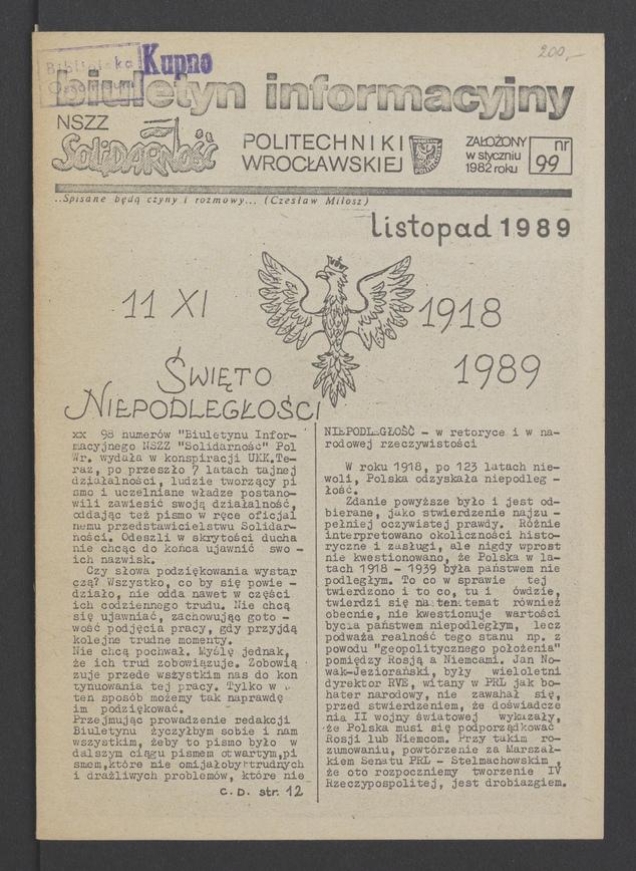 200,-
Biblioteka Kupno
biuletyn informacyjny
NSZZ
SOLIDARNOŚĆ
POLITECHNIKI
WROCŁAWSKIEJ
ZAŁOŻONY
w styczniu
1982 roku
nr
99
..Spisane będą czyny i rozmowy... (Czesław Miłosz)
listopad 1989
11 XI
1918
1989
ŚWIĘTO
NIEPODLEGŁOŚCI
xx 98 numerów "Biuletynu Infor-
macyjnego NSZZ "Solidarność" Pol
Wr. wydała w konspiracji UKK.Te-
raz, po przeszło 7 latach tajnej
działalności, ludzie tworzący pi
smo i uczelniane władze postano-
wili zawiesić swoją działalność,
oddając też pismo w ręce oficjal
nemu przedstawicielstwu Solidar-
ności. Odeszli w skrytości ducha
nie chcąc do końca ujawnić swo -
ich nazwisk.
Czy słowa podziękowania wystar
czą? Wszystko, co by się powie -
działo, nie odda nawet w części
ich codziennego trudu. Nie chcą
się ujawniać, zachowując goto -
wość podjęcia pracy, gdy przyjdą
kolejne trudne momenty.
Nie chcą pochwał. Myślę jednak,
że ich trud zobowiązuje. Zobowią
zuje przede wszystkim nas do kon
tynuowania tej pracy. Tylko w
ten sposób możemy tak naprawdę
im podziękować.
Przejmując prowadzenie redakcji
Biuletynu życzyłbym sobie i nam
wszystkim, żeby to pismo było w
dalszym ciągu pismem otwartym,pi
smem,które nie omijałoby trudnych
i drażliwych problemów, które nie
c.D. str. 12
NIEPODLEGŁOŚĆ - w retoryce i w na-
rodowej rzeczywistości
W roku 1918, po 123 latach nie-
woli, Polska odzyskała niepodleg -
łość.
Zdanie powyższe było i jest od-
bierane, jako stwierdzenie najzu -
pełniej oczywistej prawdy. Różnie
interpretowano okoliczności histo-
ryczne i zasługi, ale nigdy wprost
nie kwestionowano, że Polska w la-
tach 1918 - 1939 była państwem nie
podległym. To co w sprawie tej
twierdzono i to co, tu i ówdzie,
twierdzi się na ten temat również
obecnie, nie kwestionuje wartości
bycia państwem niepodległym, lecz
podważa realność tego stanu np. z
powodu "geopolitycznego położenia"
pomiędzy Rosją a Niemcami. Jan No-
wak-Jeziorański, były wieloletni
dyrektor RWE, witany w PRL jak bo-
hater narodowy, nie zawahał się,
przed stwierdzeniem, że doświadcze
nia II wojny światowej wykazały,
że Polska musi się podporządkować
Rosji lub Niemcom. Przy takim ro-
zumowaniu, powtórzenie za Marszał-
kiem Senatu PRL - Stelmachowskim ,
że oto rozpoczniemy tworzenie IV
Rzeczypospolitej, jest drobiazgiem.